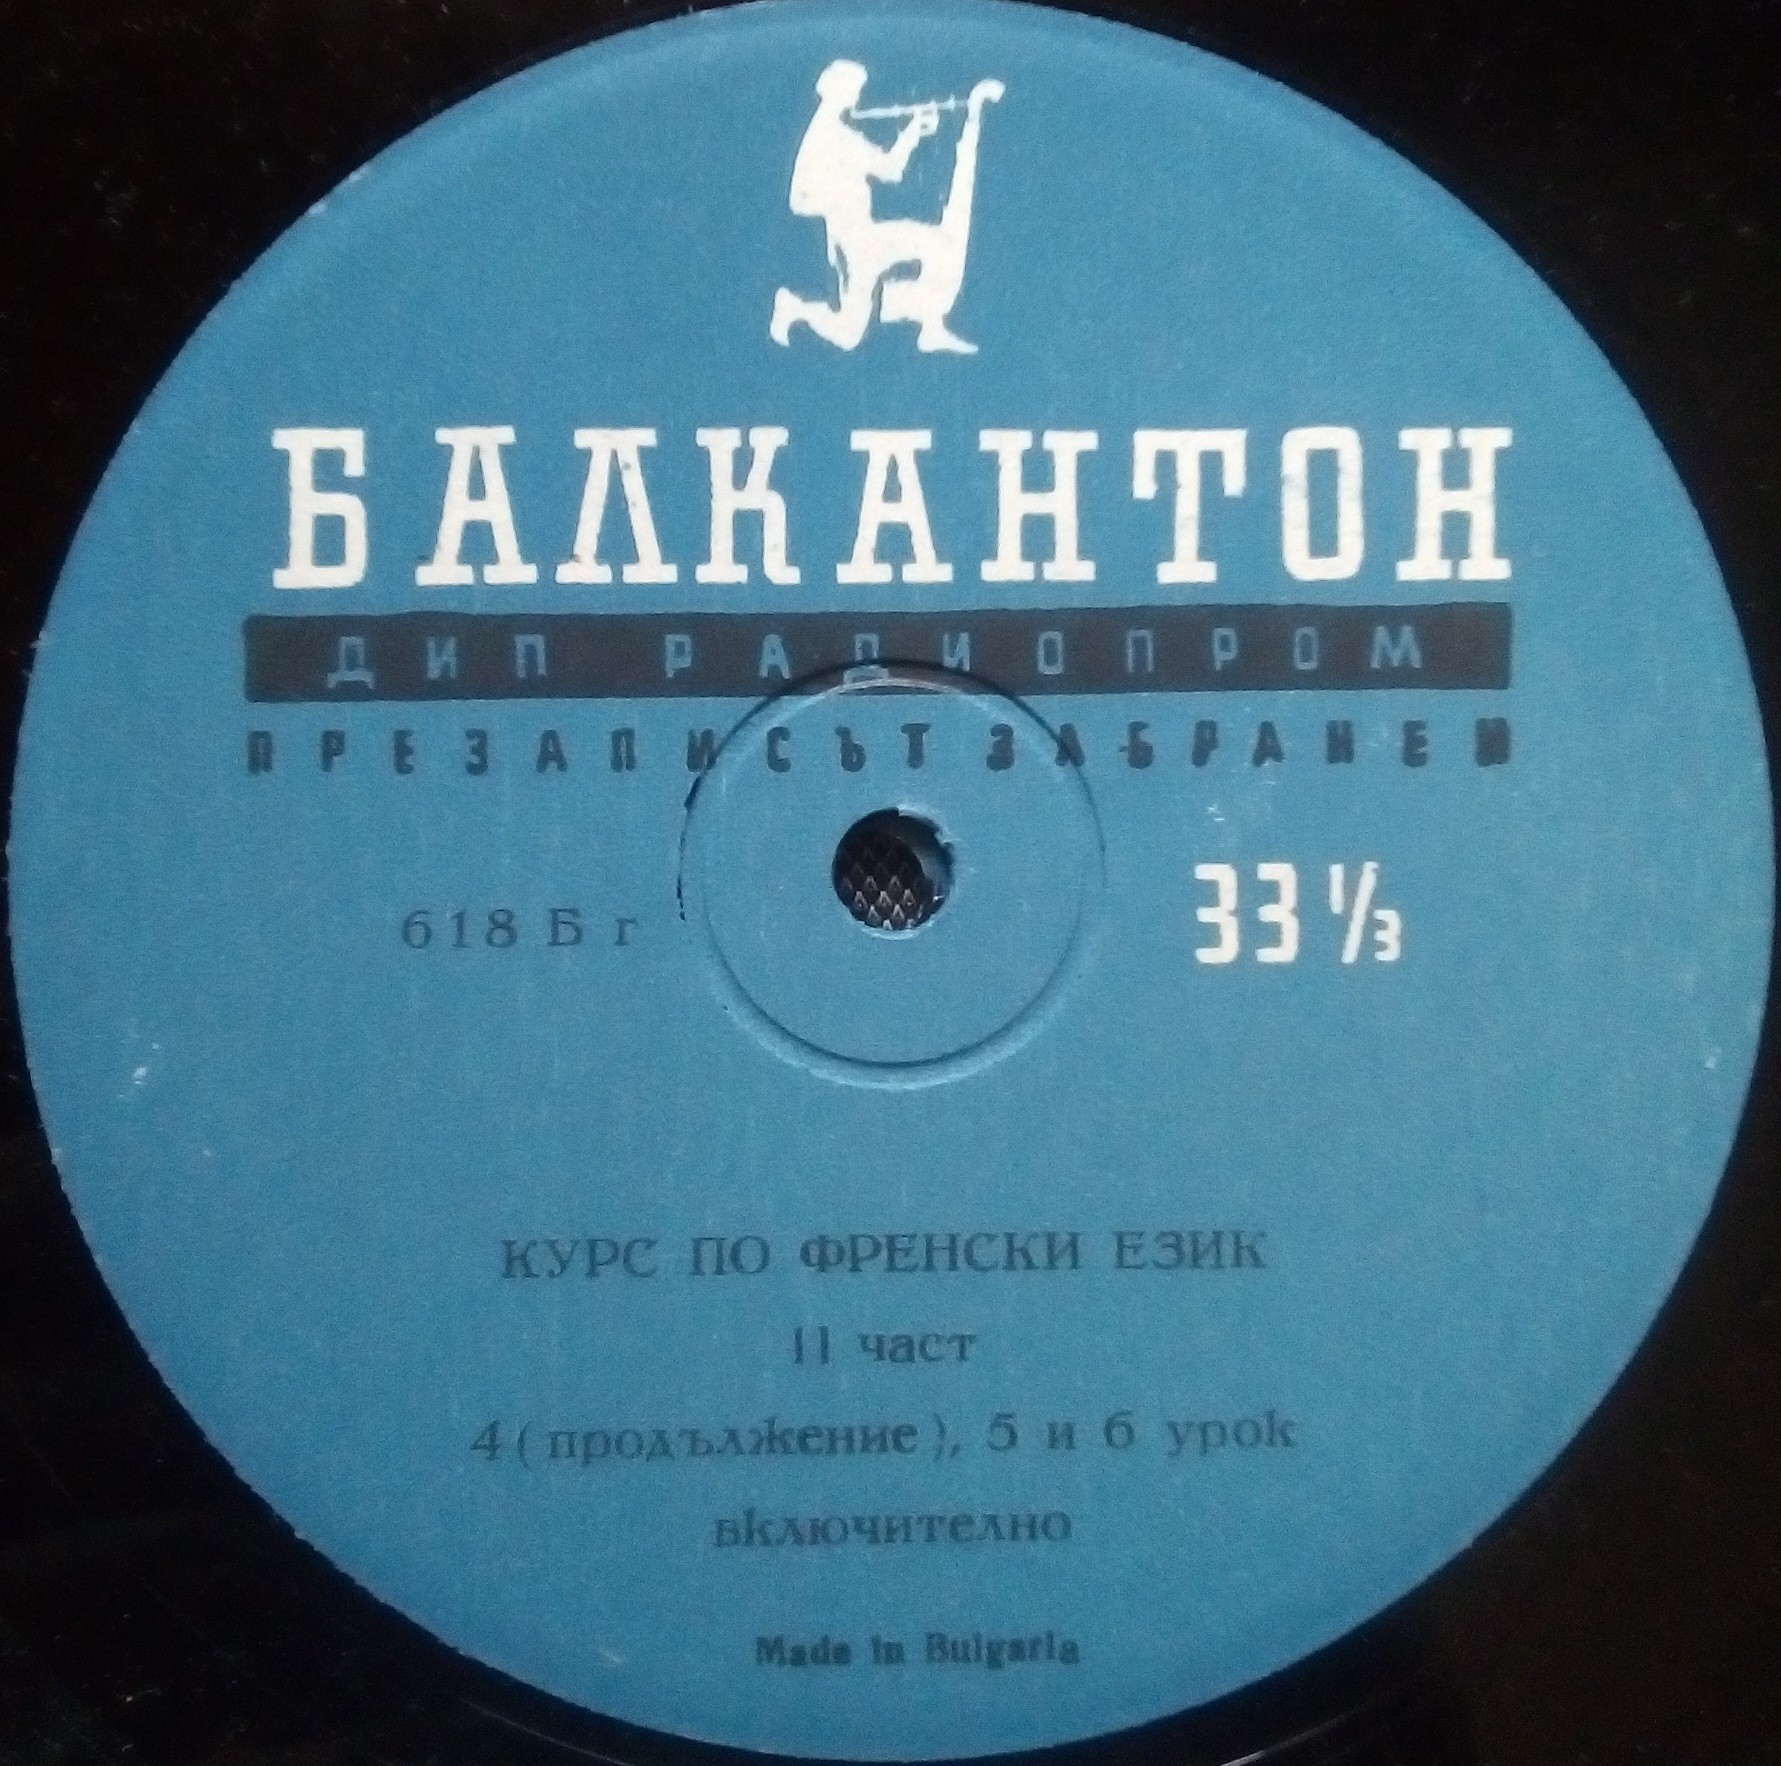 БАЛКАНТОН
ДИП РАДИОПРОМ
ПРЕЗАПИСЪТ ЗАБРАНЕН
618 Б г 33 1/3
КУРС ПО ФРЕНСКИ ЕЗИК
II част
4 (продължение), 5 и 6 урок
включително
Made in Bulgaria